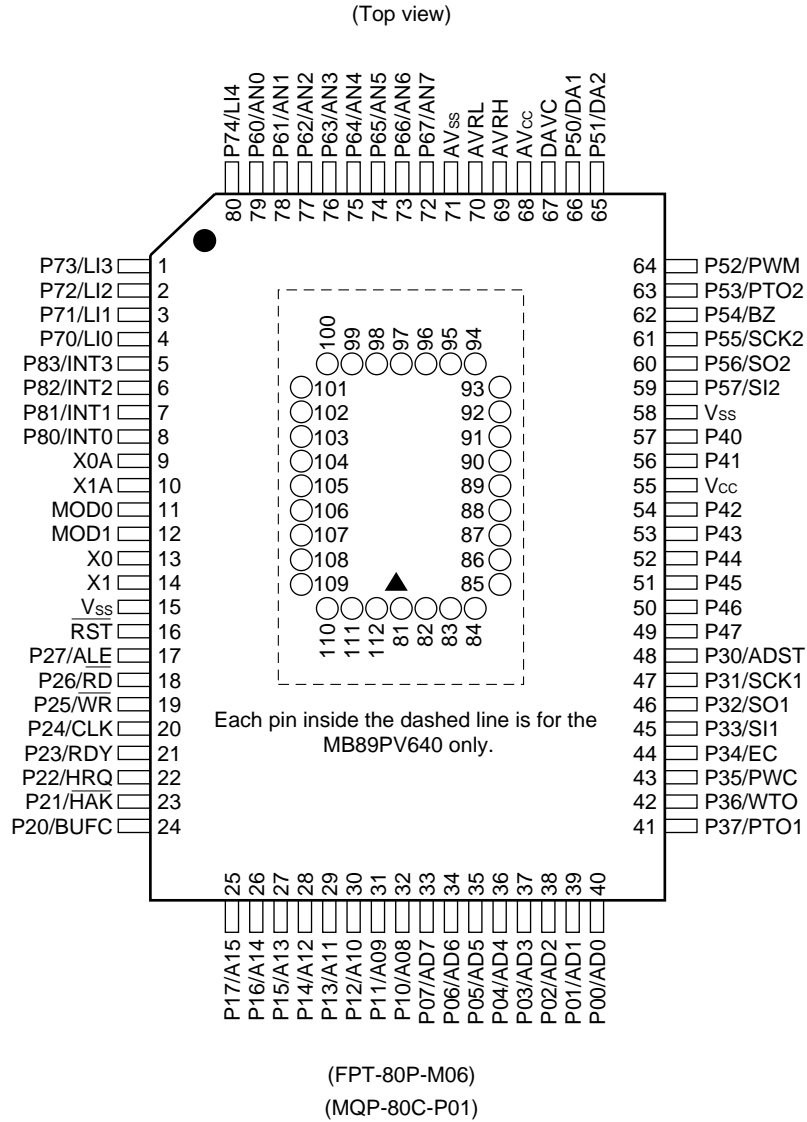 (Top view)
P74/LI4
P60/AN0
P61/AN1
P62/AN2
P63/AN3
P64/AN4
P65/AN5
P66/AN6
P67/AN7
AVss
AVRL
AVRH
AVcc
DAVC
P50/DA1
P51/DA2
80 79 78 77 76 75 74 73 72 71 70 69 68 67 66 65
P73/LI3 1
P72/LI2 2
P71/LI1 3
P70/LI0 4
P83/INT3 5
P82/INT2 6
P81/INT1 7
P80/INT0 8
X0A 9
X1A 10
MOD0 11
MOD1 12
X0 13
X1 14
Vss 15
RST 16
P27/ALE 17
P26/RD 18
P25/WR 19
P24/CLK 20
P23/RDY 21
P22/HRQ 22
P21/HAK 23
P20/BUFC 24
100 99 98 97 96 95 94
101 93
102 92
103 91
104 90
105 89
106 88
107 87
108 86
109 85
110 111 112 81 82 83 84
Each pin inside the dashed line is for the
MB89PV640 only.
64 P52/PWM
63 P53/PTO2
62 P54/BZ
61 P55/SCK2
60 P56/SO2
59 P57/SI2
58 Vss
57 P40
56 P41
55 Vcc
54 P42
53 P43
52 P44
51 P45
50 P46
49 P47
48 P30/ADST
47 P31/SCK1
46 P32/SO1
45 P33/SI1
44 P34/EC
43 P35/PWC
42 P36/WTO
41 P37/PTO1
25 26 27 28 29 30 31 32 33 34 35 36 37 38 39 40
P17/A15
P16/A14
P15/A13
P14/A12
P13/A11
P12/A10
P11/A09
P10/A08
P07/AD7
P06/AD6
P05/AD5
P04/AD4
P03/AD3
P02/AD2
P01/AD1
P00/AD0
(FPT-80P-M06)
(MQP-80C-P01)